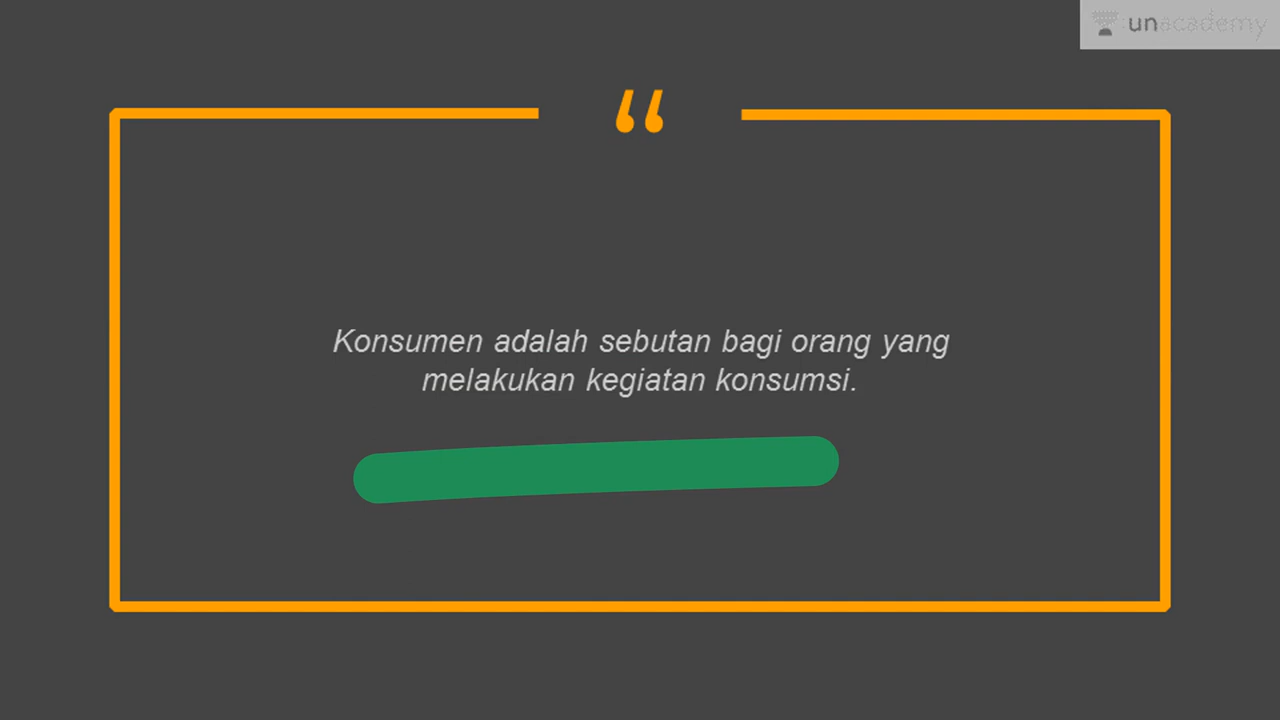 unacademy
“
Konsumen adalah sebutan bagi orang yang
melakukan kegiatan konsumsi.